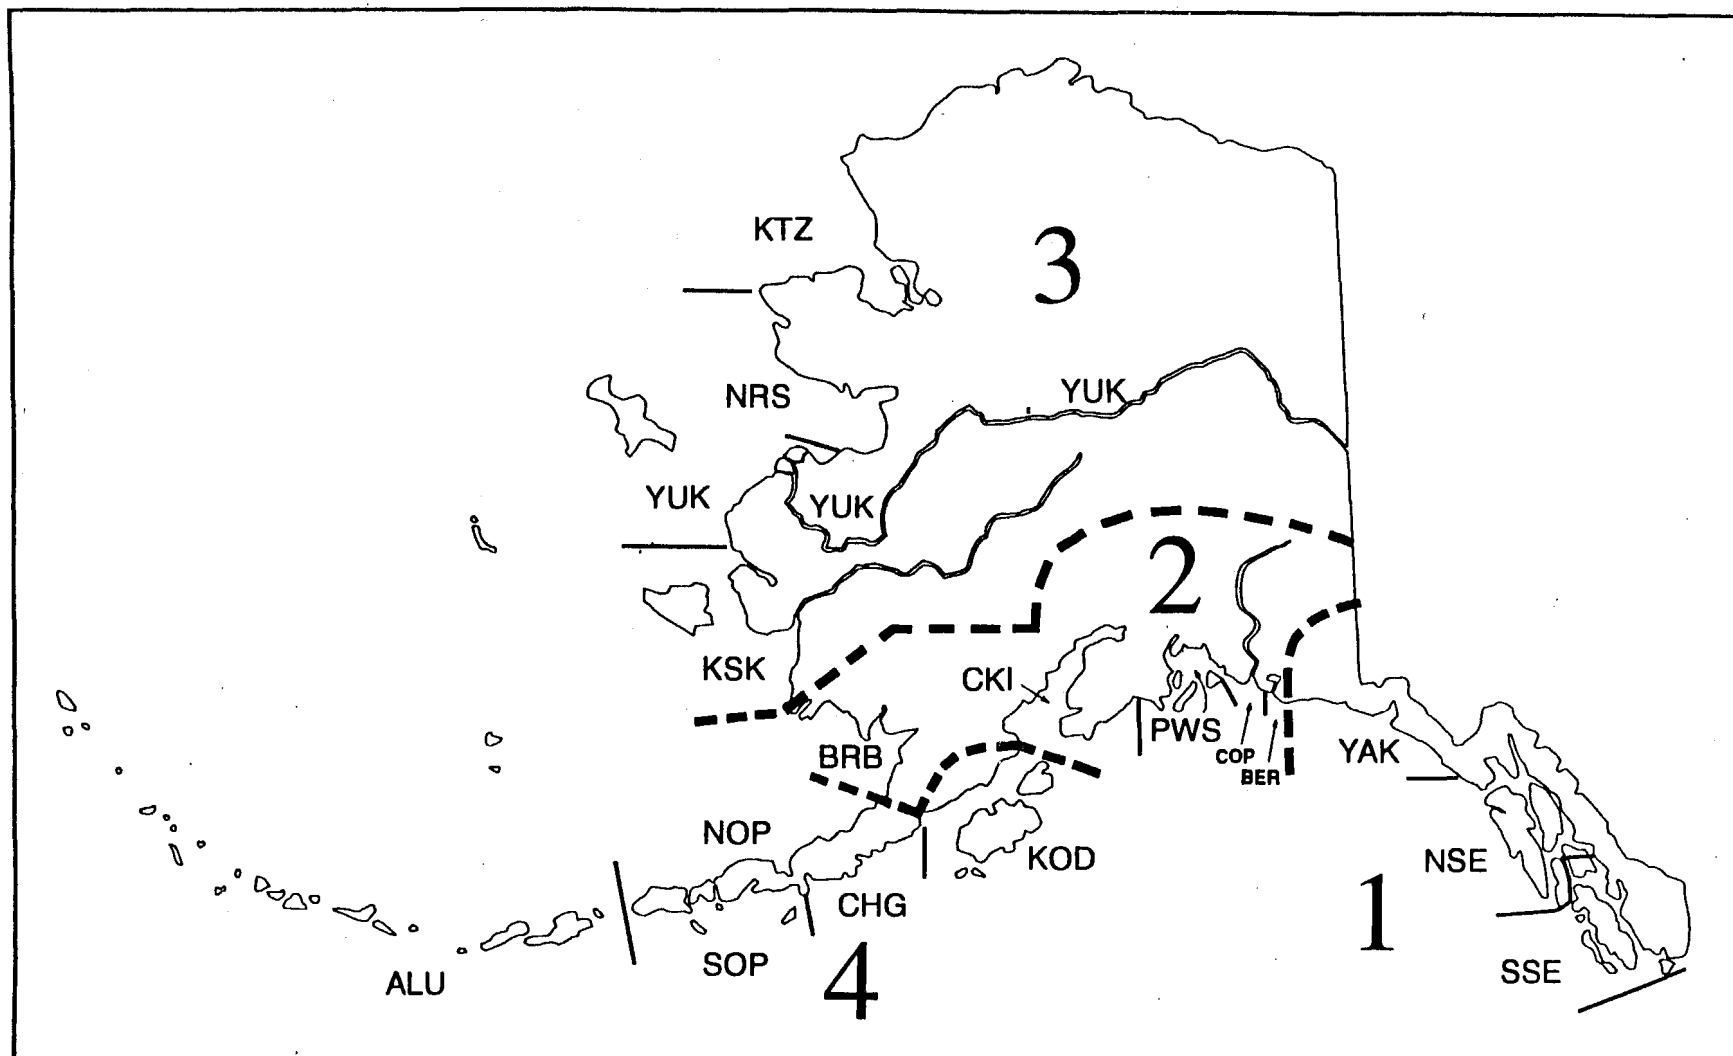 KTZ
3
NRS
YUK
YUK
YUK
2
KSK
CKI
BRB
PWS
COP
BER
YAK
NOP
KOD
NSE
CHG
1
SOP
4
ALU
SSE